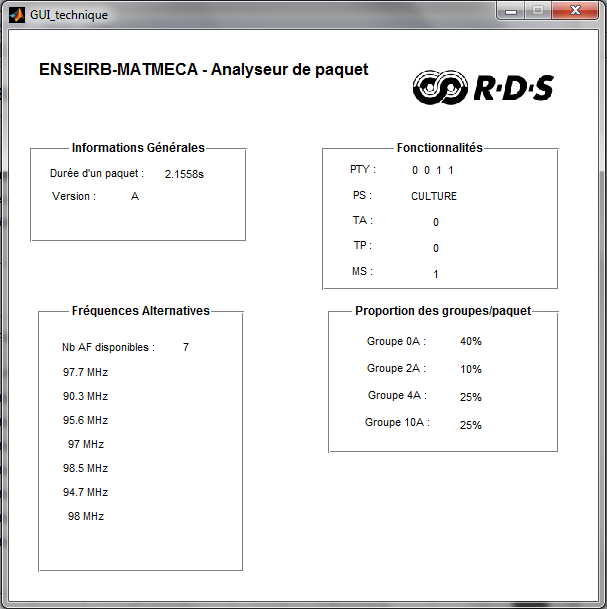 GUI_technique
ENSEIRB-MATMECA - Analyseur de paquet
R·D·S
Informations Générales
Durée d'un paquet : 2.1558s
Version : A
Fonctionnalités
PTY : 0 0 1 1
PS : CULTURE
TA : 0
TP : 0
MS : 1
Fréquences Alternatives
Nb AF disponibles : 7
97.7 MHz
90.3 MHz
95.6 MHz
97 MHz
98.5 MHz
94.7 MHz
98 MHz
Proportion des groupes/paquet
Groupe 0A : 40%
Groupe 2A : 10%
Groupe 4A : 25%
Groupe 10A : 25%